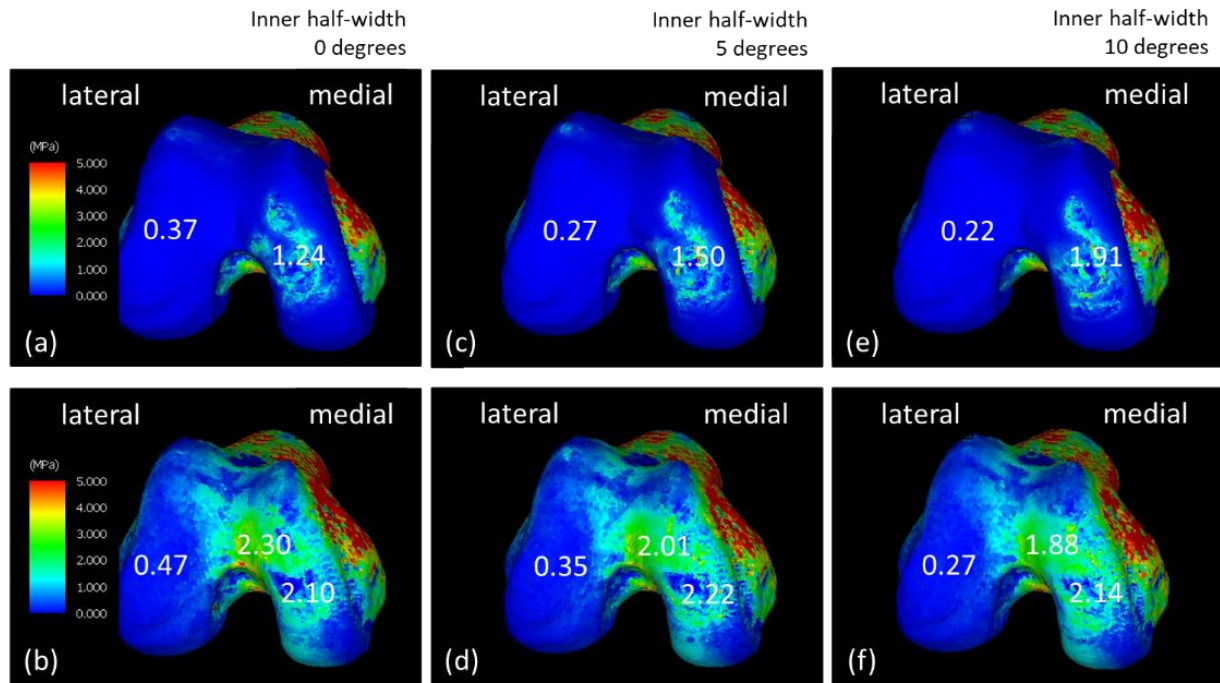 Inner half-width
0 degrees
Inner half-width
5 degrees
Inner half-width
10 degrees
lateral medial
(MPa)
5.000
4.000
3.000
2.000
1.000
0.000
0.37
1.24
(a)
lateral medial
0.27
1.50
(c)
lateral medial
0.22
1.91
(e)
lateral medial
(MPa)
5.000
4.000
3.000
2.000
1.000
0.000
0.47
2.30
2.10
(b)
lateral medial
0.35
2.01
2.22
(d)
lateral medial
0.27
1.88
2.14
(f)